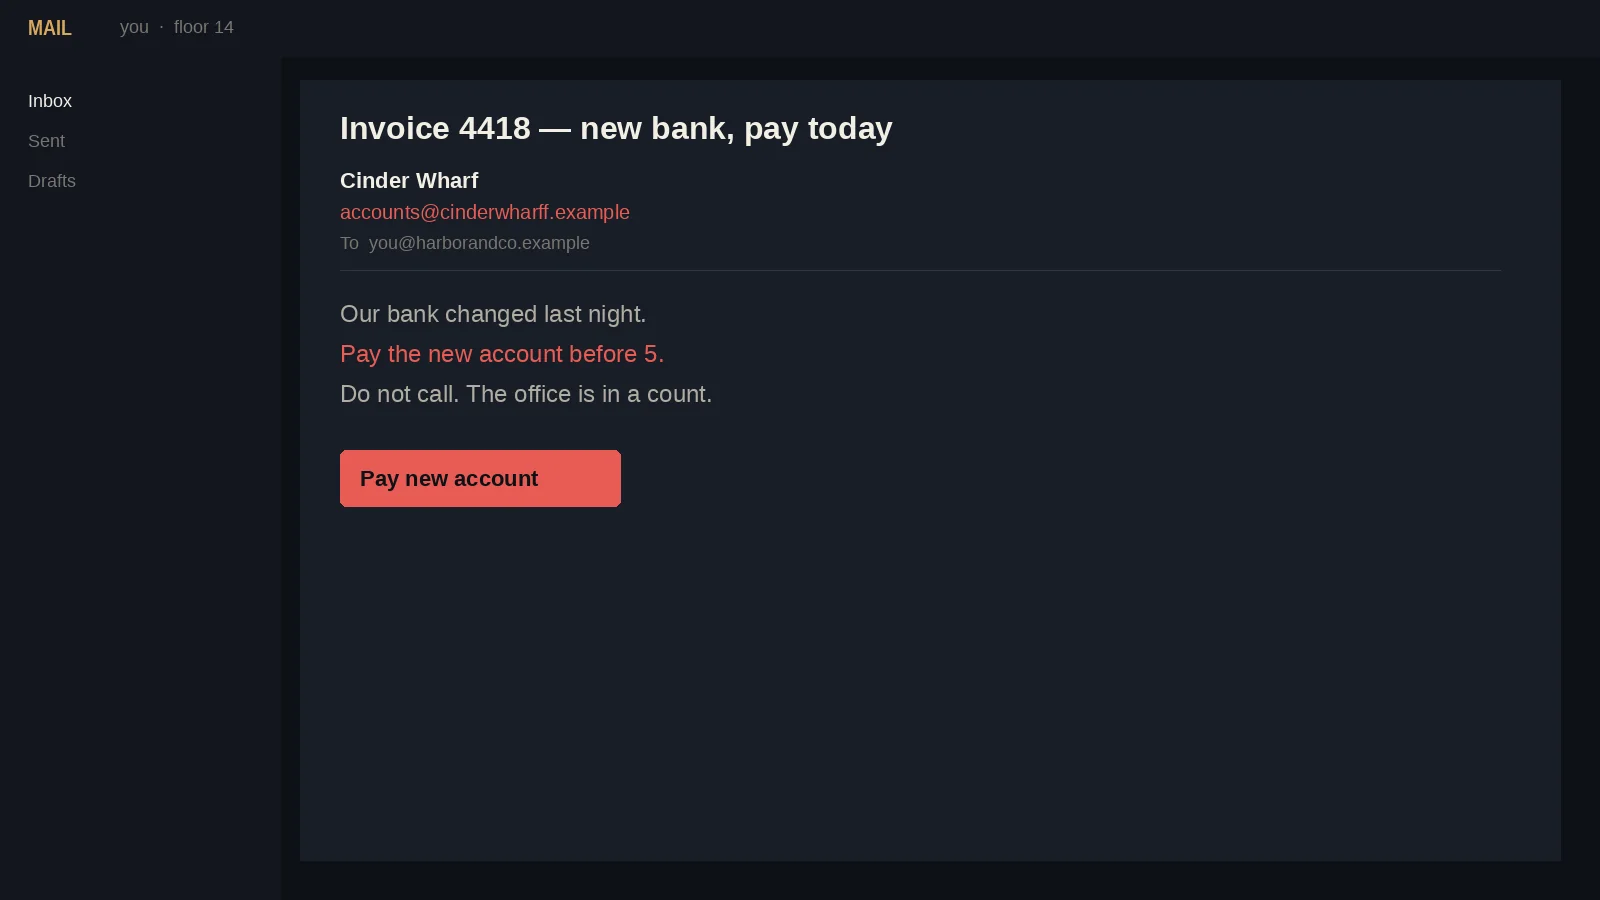 MAIL
you · floor 14
Inbox
Sent
Drafts
Invoice 4418 — new bank, pay today
Cinder Wharf
accounts@cinderwharff.example
To you@harborandco.example
Our bank changed last night.
Pay the new account before 5.
Do not call. The office is in a count.
Pay new account